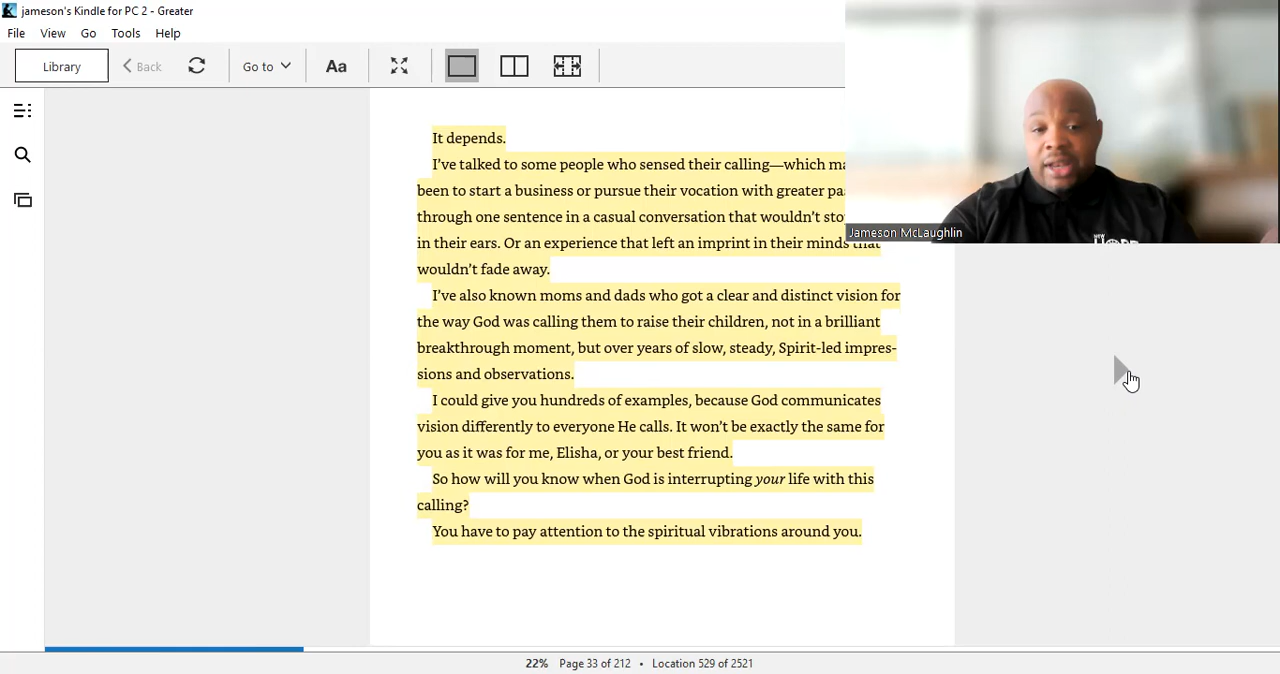 jameson's Kindle for PC 2 - Greater
File View Go Tools Help
Library Back Go to Aa
It depends.
I've talked to some people who sensed their calling—which
been to start a business or pursue their vocation with greater
through one sentence in a casual conversation that wouldn't
in their ears. Or an experience that left an imprint in their minds that
wouldn't fade away.
I've also known moms and dads who got a clear and distinct vision for
the way God was calling them to raise their children, not in a brilliant
breakthrough moment, but over years of slow, steady, Spirit-led impres-
sions and observations.
I could give you hundreds of examples, because God communicates
vision differently to everyone He calls. It won't be exactly the same for
you as it was for me, Elisha, or your best friend.
So how will you know when God is interrupting your life with this
calling?
You have to pay attention to the spiritual vibrations around you.
Jameson McLaughlin
22% Page 33 of 212 • Location 529 of 2521